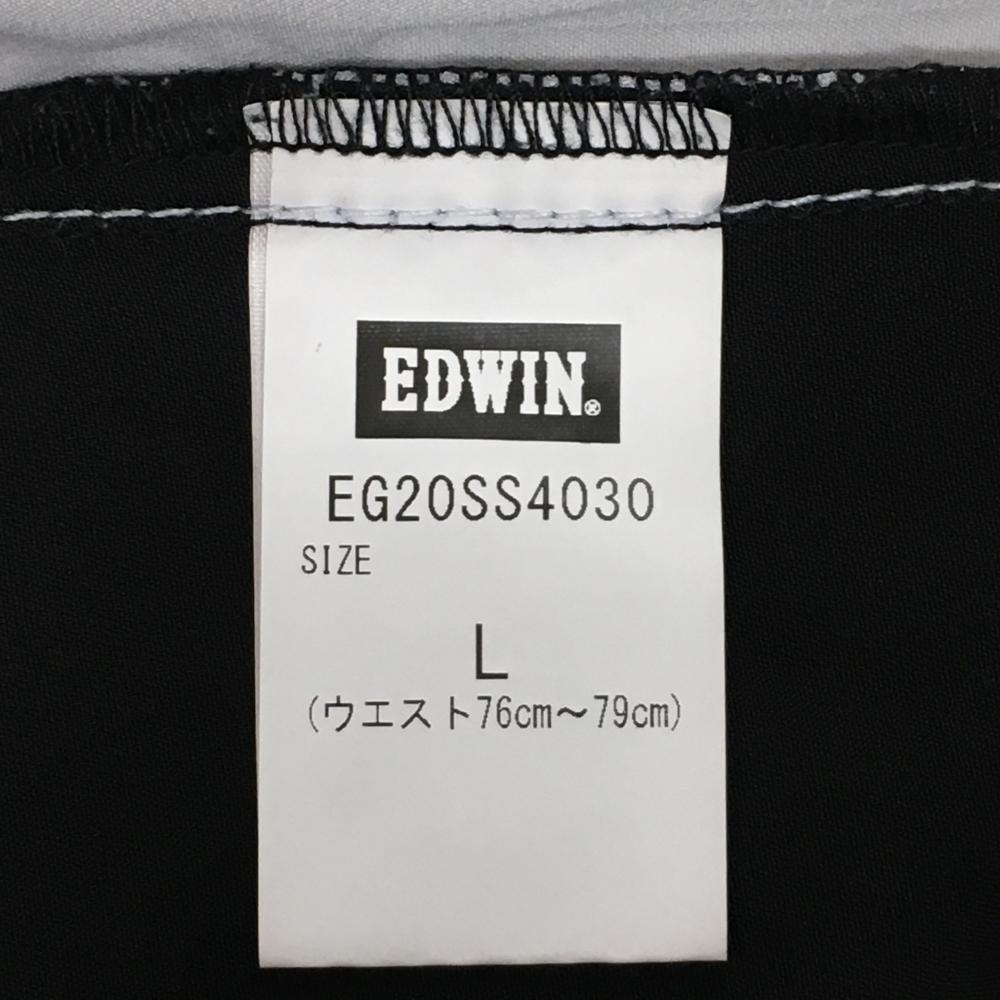 EDWIN®
EG20SS4030
SIZE
L
(ウエスト76cm～79cm)